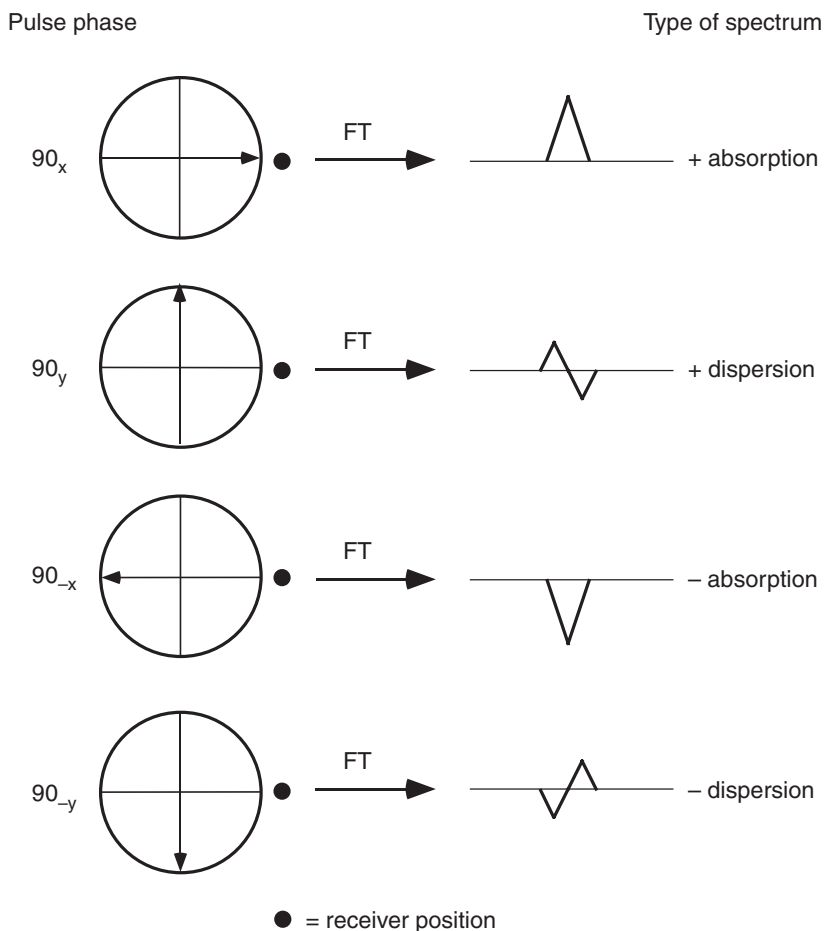 Pulse phase
Type of spectrum
90x
FT
+ absorption
90y
FT
+ dispersion
90–x
FT
– absorption
90–y
FT
– dispersion
= receiver position